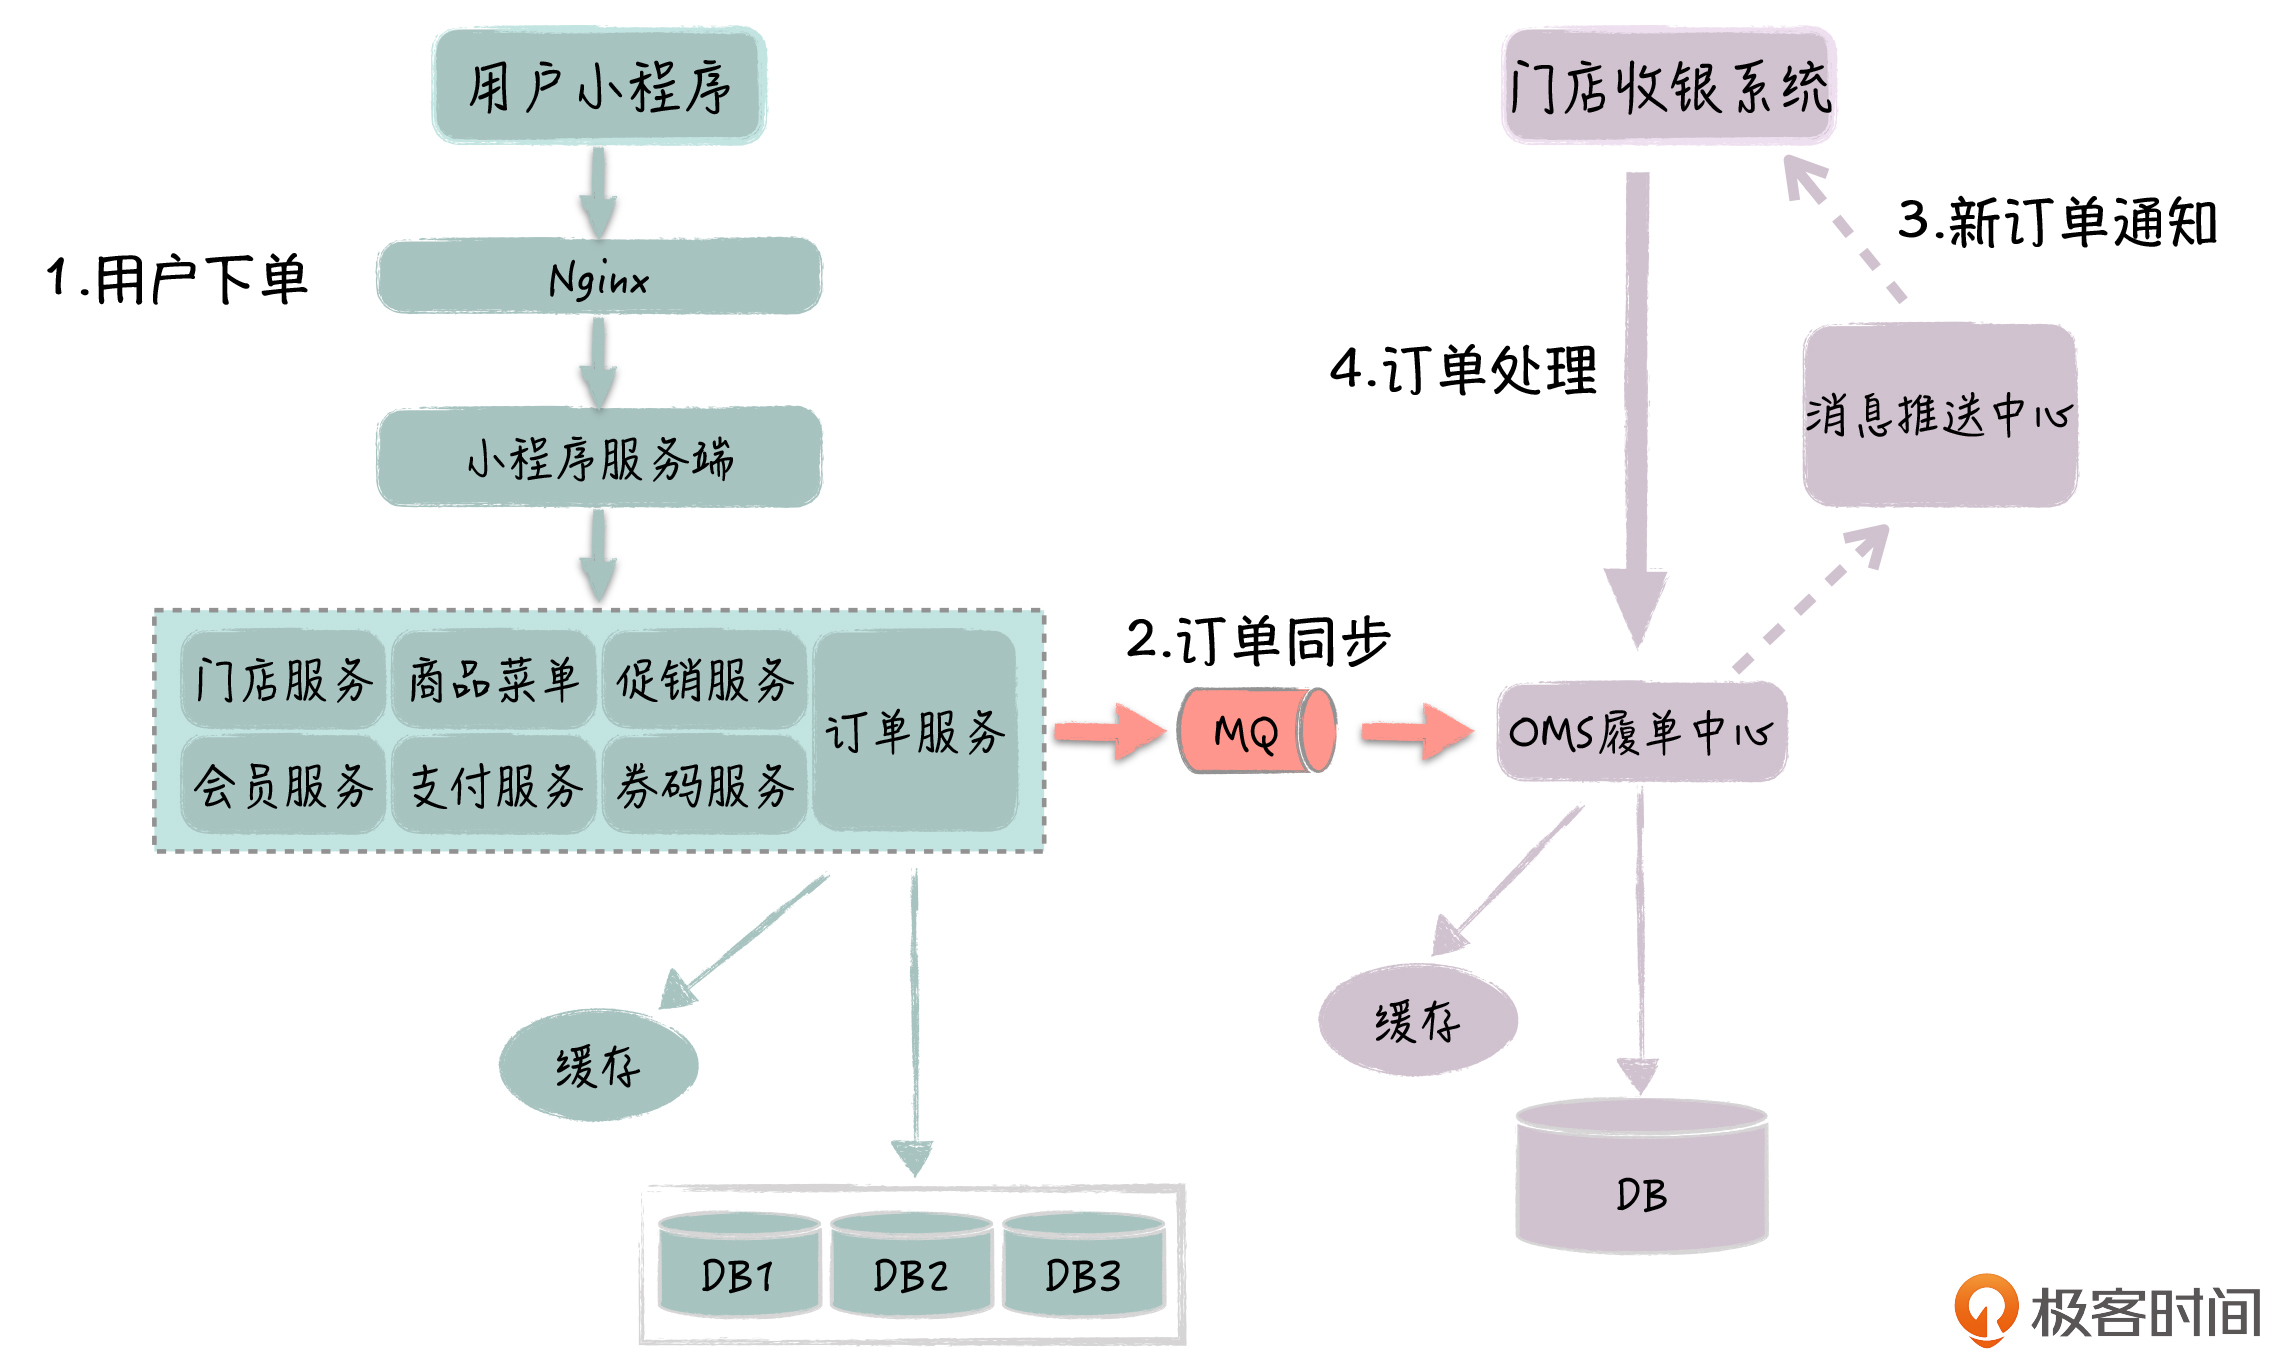 用户小程序
1.用户下单
Nginx
小程序服务端
门店服务
商品菜单
促销服务
订单服务
会员服务
支付服务
券码服务
缓存
DB1
DB2
DB3
2.订单同步
MQ
门店收银系统
3.新订单通知
4.订单处理
消息推送中心
OMS履单中心
缓存
DB
极客时间